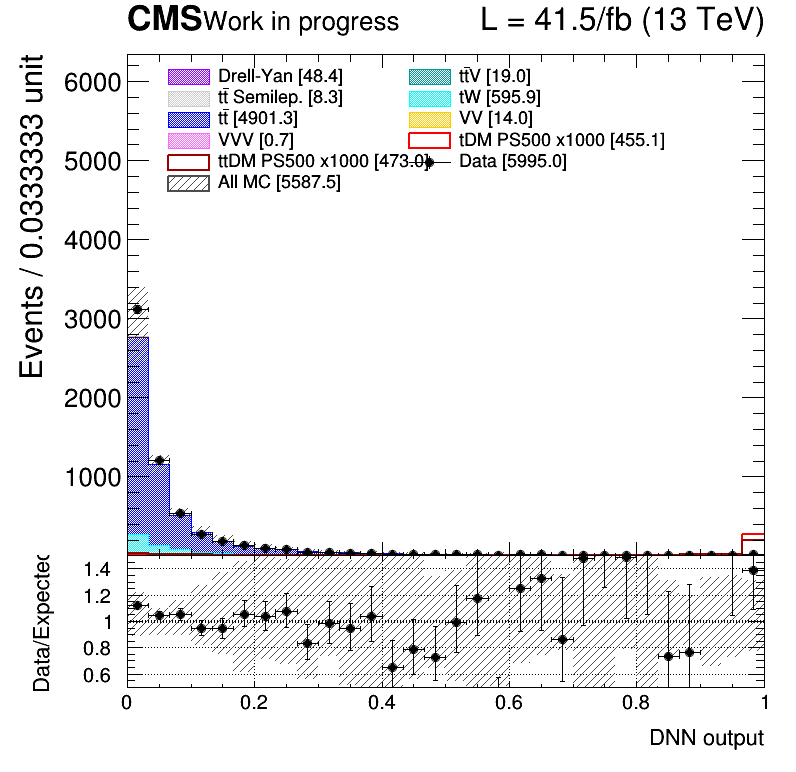 CMS Work in progress L = 41.5/fb (13 TeV)
Events / 0.0333333 unit
6000
5000
4000
3000
2000
1000
Drell-Yan [48.4] tt̄V [19.0]
tt̄ Semilep. [8.3] tW [595.9]
tt̄ [4901.3] VV [14.0]
VVV [0.7] tDM PS500 x1000 [455.1]
ttDM PS500 x1000 [473.0] Data [5995.0]
All MC [5587.5]
Data/Expected
1.4
1.2
1
0.8
0.6
0 0.2 0.4 0.6 0.8 1
DNN output